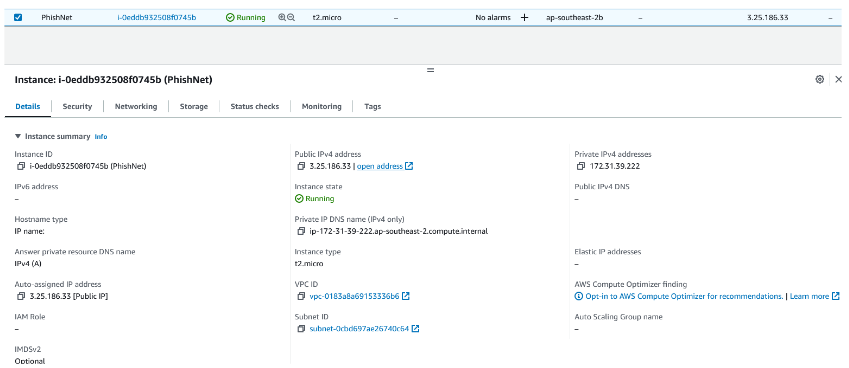 PhishNet i-0eddb932508f0745b Running t2.micro – No alarms + ap-southeast-2b – 3.25.186.33 –
Instance: i-0eddb932508f0745b (PhishNet)
Details Security Networking Storage Status checks Monitoring Tags
Instance summary Info
Instance ID
i-0eddb932508f0745b (PhishNet)
Public IPv4 address
3.25.186.33 | open address
Private IPv4 addresses
172.31.39.222
IPv6 address
–
Instance state
Running
Public IPv4 DNS
–
Hostname type
IP name:
Private IP DNS name (IPv4 only)
ip-172-31-39-222.ap-southeast-2.compute.internal
Answer private resource DNS name
IPv4 (A)
Instance type
t2.micro
Elastic IP addresses
–
Auto-assigned IP address
3.25.186.33 [Public IP]
VPC ID
vpc-0183a8a69153336b6
AWS Compute Optimizer finding
Opt-in to AWS Compute Optimizer for recommendations. | Learn more
IAM Role
–
Subnet ID
subnet-0cbd697ae26740c64
Auto Scaling Group name
–
IMDSv2
Optional